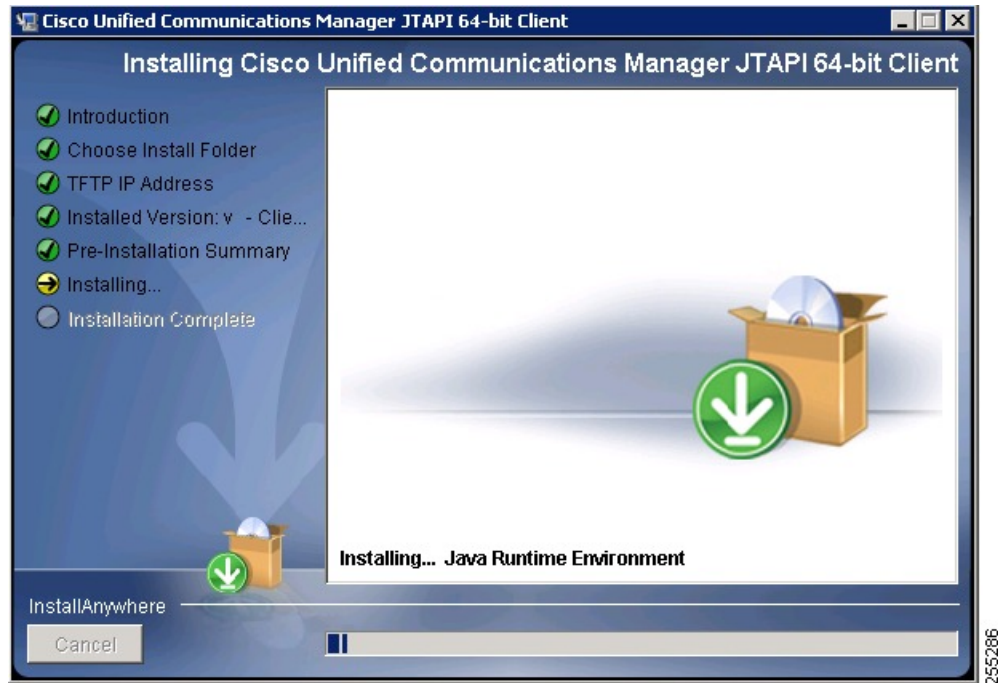 Cisco Unified Communications Manager JTAPI 64-bit Client
Installing Cisco Unified Communications Manager JTAPI 64-bit Client
Introduction
Choose Install Folder
TFTP IP Address
Installed Version: v - Clie...
Pre-Installation Summary
Installing...
Installation Complete
Installing... Java Runtime Environment
InstallAnywhere
Cancel
255286